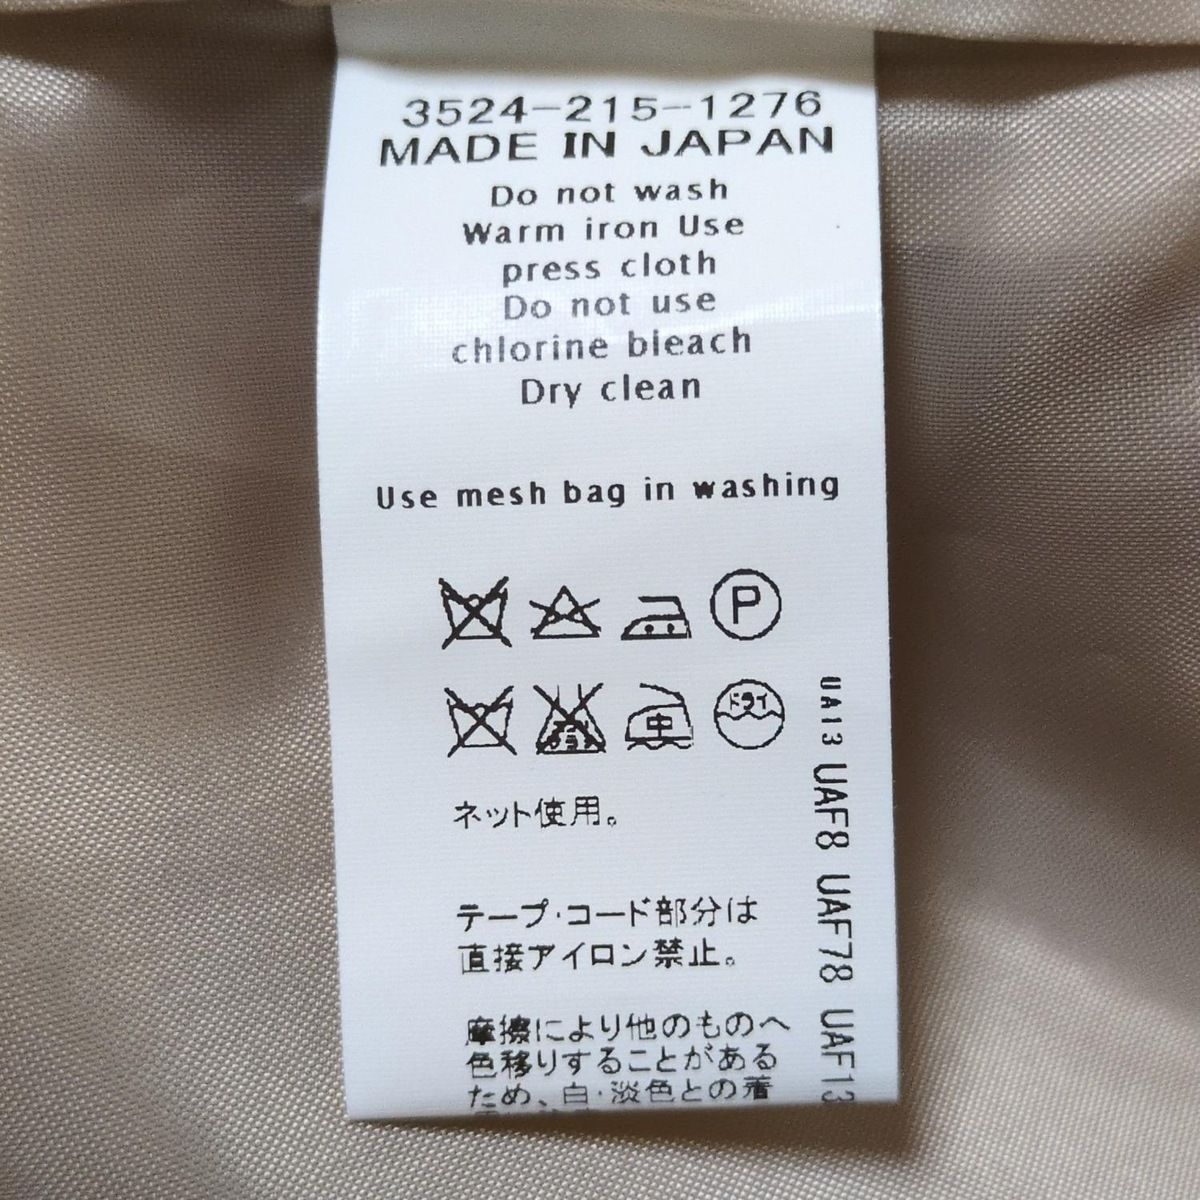 3524-215-1276
MADE IN JAPAN
Do not wash
Warm iron Use
press cloth
Do not use
chlorine bleach
Dry clean
Use mesh bag in washing
P
中
ドライ
ネット使用。
テープ・コード部分は
直接アイロン禁止。
摩擦により他のものへ
色移りすることがある
ため、白・淡色との着
UA13 UAF8 UAF78 UAF13